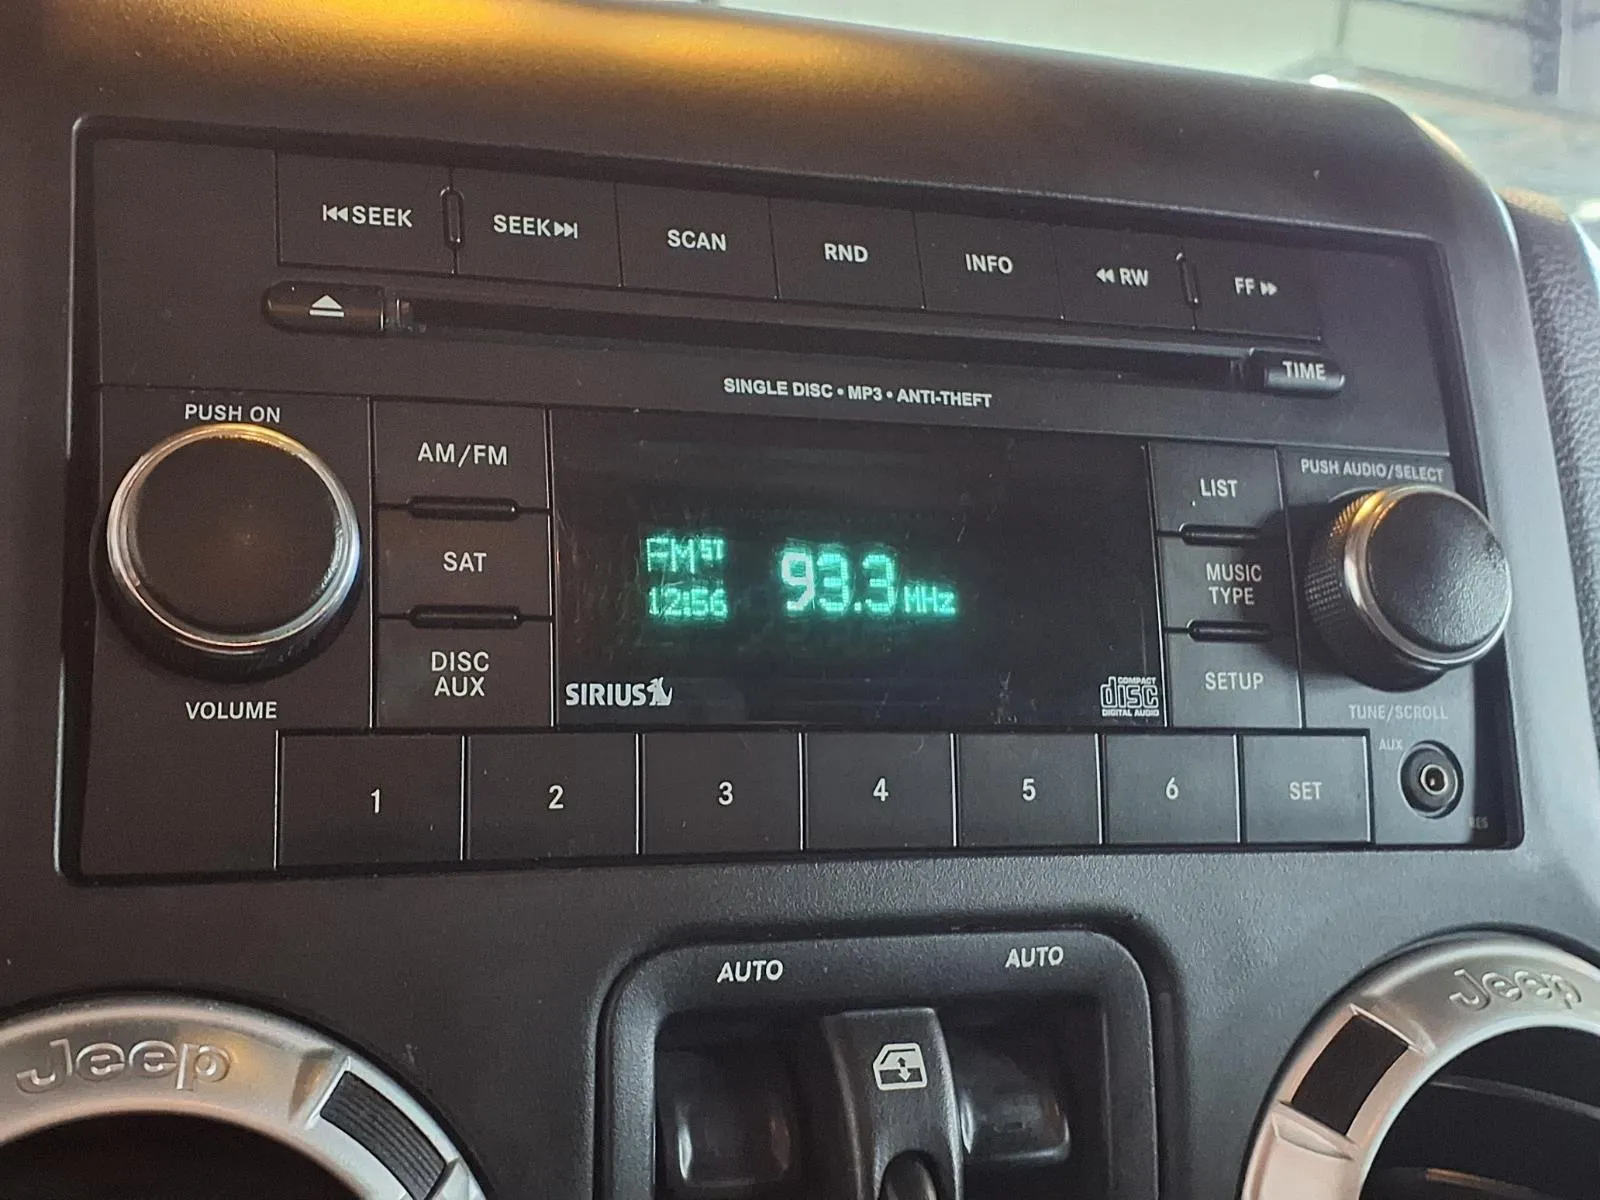 SEEK
SEEK
SCAN
RND
INFO
RW
FF
TIME
SINGLE DISC • MP3 • ANTI-THEFT
PUSH ON
AM/FM
SAT
DISC
AUX
VOLUME
FM ST
93.3 MHz
12:56
SIRIUS
COMPACT
disc
DIGITAL AUDIO
LIST
MUSIC
TYPE
SETUP
PUSH AUDIO/SELECT
TUNE/SCROLL
AUX
1
2
3
4
5
6
SET
RES
AUTO
AUTO
Jeep
Jeep